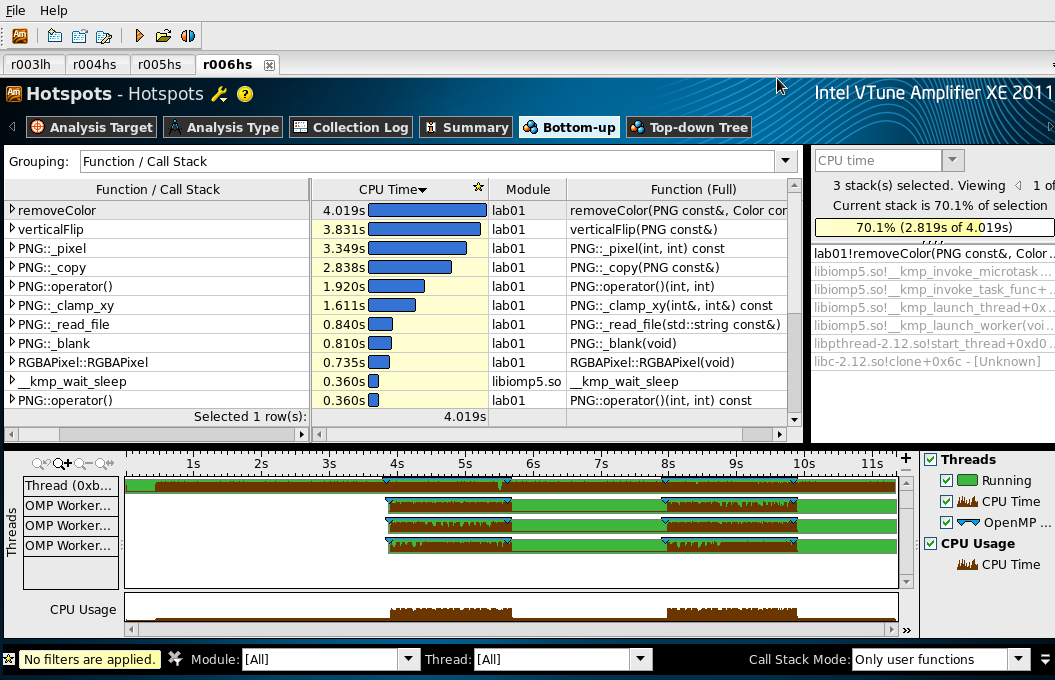 File Help
r003lh r004hs r005hs r006hs
Hotspots - Hotspots ? Intel VTune Amplifier XE 2011
Analysis Target Analysis Type Collection Log Summary Bottom-up Top-down Tree
Grouping: Function / Call Stack
CPU time
Function / Call Stack CPU Time Module Function (Full)
3 stack(s) selected. Viewing 1 of
Current stack is 70.1% of selection
70.1% (2.819s of 4.019s)
removeColor 4.019s lab01 removeColor(PNG const&, Color con
verticalFlip 3.831s lab01 verticalFlip(PNG const&)
PNG::_pixel 3.349s lab01 PNG::_pixel(int, int) const
PNG::_copy 2.838s lab01 PNG::_copy(PNG const&)
PNG::operator() 1.920s lab01 PNG::operator()(int, int)
PNG::_clamp_xy 1.611s lab01 PNG::_clamp_xy(int&, int&) const
PNG::_read_file 0.840s lab01 PNG::_read_file(std::string const&)
PNG::_blank 0.810s lab01 PNG::_blank(void)
RGBAPixel::RGBAPixel 0.735s lab01 RGBAPixel::RGBAPixel(void)
__kmp_wait_sleep 0.360s libiomp5.so __kmp_wait_sleep
PNG::operator() 0.360s lab01 PNG::operator()(int, int) const
Selected 1 row(s): 4.019s
lab01!removeColor(PNG const&, Color...
libiomp5.so!__kmp_invoke_microtask...
libiomp5.so!__kmp_invoke_task_func+...
libiomp5.so!__kmp_launch_thread+0x...
libiomp5.so!__kmp_launch_worker(voi...
libpthread-2.12.so!start_thread+0xd0...
libc-2.12.so!clone+0x6c - [Unknown]
1s 2s 3s 4s 5s 6s 7s 8s 9s 10s 11s
Threads
Thread (0xb...
OMP Worker...
OMP Worker...
OMP Worker...
CPU Usage
Threads
Running
CPU Time
OpenMP ...
CPU Usage
CPU Time
No filters are applied. Module: [All] Thread: [All] Call Stack Mode: Only user functions